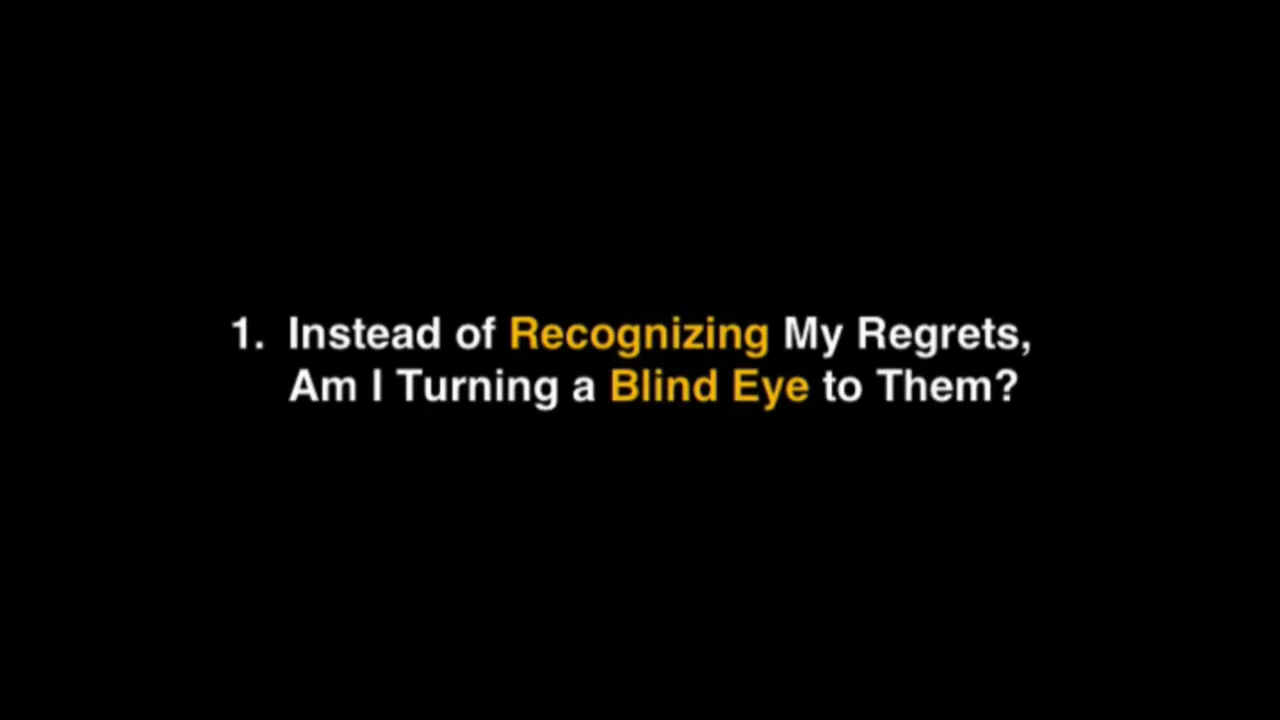 1. Instead of Recognizing My Regrets,
Am I Turning a Blind Eye to Them?